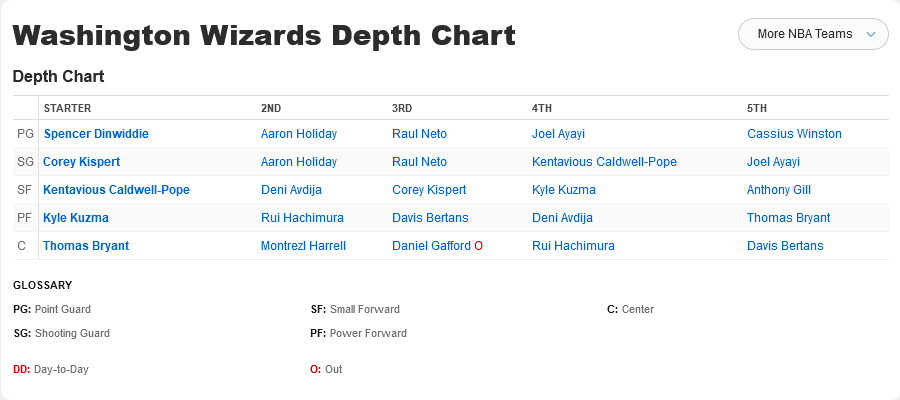 Washington Wizards Depth Chart
More NBA Teams
Depth Chart
STARTER 2ND 3RD 4TH 5TH
PG Spencer Dinwiddie Aaron Holiday Raul Neto Joel Ayayi Cassius Winston
SG Corey Kispert Aaron Holiday Raul Neto Kentavious Caldwell-Pope Joel Ayayi
SF Kentavious Caldwell-Pope Deni Avdija Corey Kispert Kyle Kuzma Anthony Gill
PF Kyle Kuzma Rui Hachimura Davis Bertans Deni Avdija Thomas Bryant
C Thomas Bryant Montrezl Harrell Daniel Gafford O Rui Hachimura Davis Bertans
GLOSSARY
PG: Point Guard SF: Small Forward C: Center
SG: Shooting Guard PF: Power Forward
DD: Day-to-Day O: Out